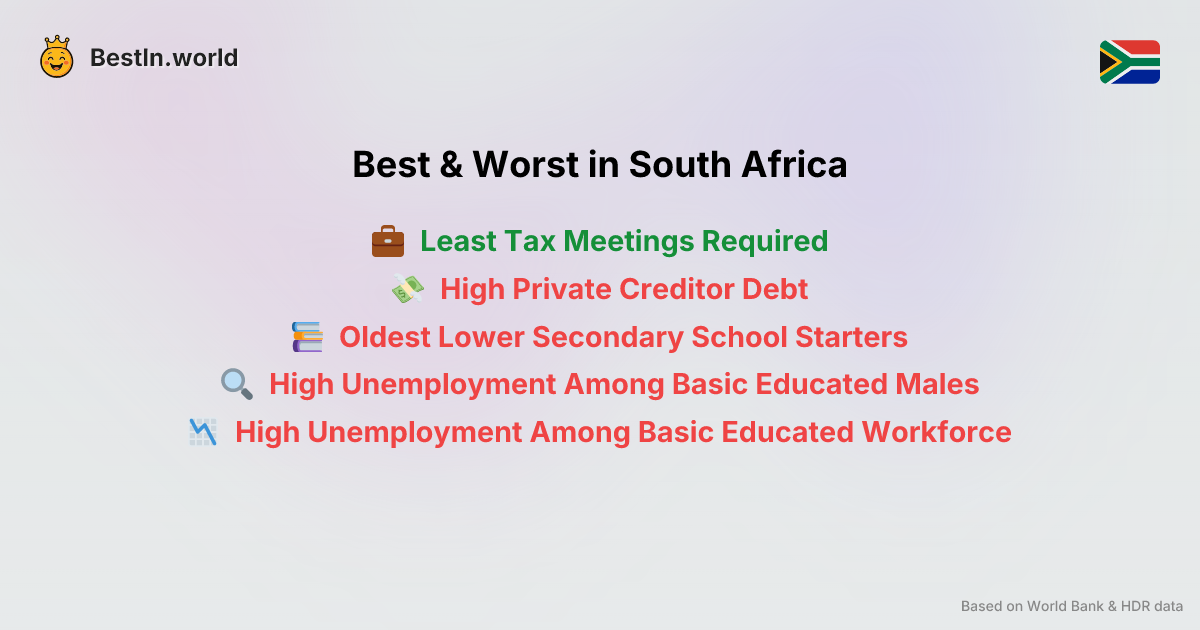 BestIn.world
Best & Worst in South Africa
Least Tax Meetings Required
High Private Creditor Debt
Oldest Lower Secondary School Starters
High Unemployment Among Basic Educated Males
High Unemployment Among Basic Educated Workforce
Based on World Bank & HDR data